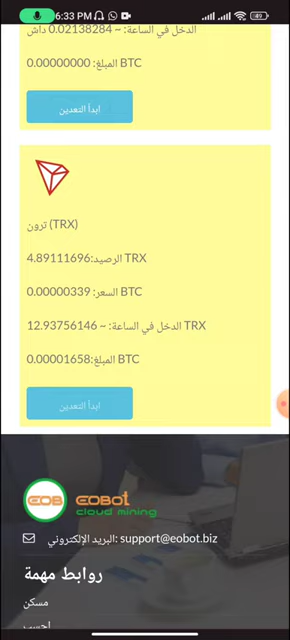 6:33 PM
49
الدخل في الساعة: ~ 0.02138284 داش
المبلغ: 0.00000000 BTC
ابدأ التعدين
ترون (TRX)
الرصيد:4.89111696 TRX
السعر: 0.00000339 BTC
الدخل في الساعة: ~ 12.93756146 TRX
المبلغ: 0.00001658 BTC
ابدأ التعدين
EOB EOBOT
cloud mining
البريد الإلكتروني: support@eobot.biz
روابط مهمة
مسكن